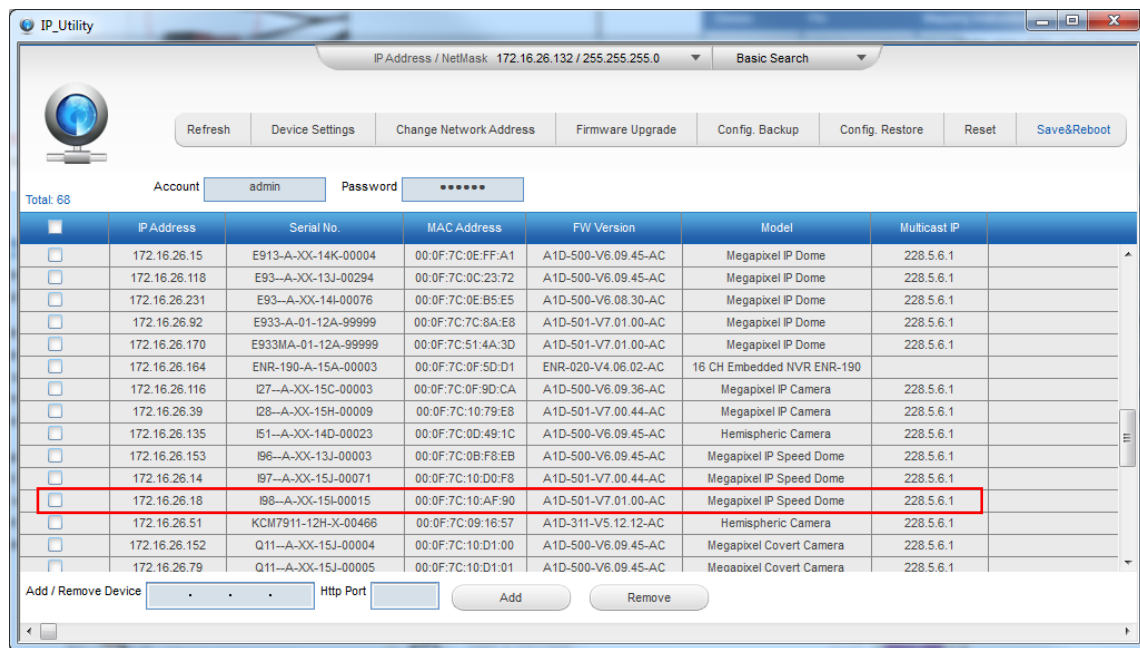 IP_Utility
IP Address / NetMask 172.16.26.132 / 255.255.255.0 Basic Search
Refresh Device Settings Change Network Address Firmware Upgrade Config. Backup Config. Restore Reset Save&Reboot
Account admin Password ••••••
Total: 68
IP Address Serial No. MAC Address FW Version Model Multicast IP
172.16.26.15 E913-A-XX-14K-00004 00:0F:7C:0E:FF:A1 A1D-500-V6.09.45-AC Megapixel IP Dome 228.5.6.1
172.16.26.118 E93--A-XX-13J-00294 00:0F:7C:0C:23:72 A1D-500-V6.09.45-AC Megapixel IP Dome 228.5.6.1
172.16.26.231 E93--A-XX-14I-00076 00:0F:7C:0E:B5:E5 A1D-500-V6.08.30-AC Megapixel IP Dome 228.5.6.1
172.16.26.92 E933-A-01-12A-99999 00:0F:7C:7C:8A:E8 A1D-501-V7.01.00-AC Megapixel IP Dome 228.5.6.1
172.16.26.170 E933MA-01-12A-99999 00:0F:7C:51:4A:3D A1D-501-V7.01.00-AC Megapixel IP Dome 228.5.6.1
172.16.26.164 ENR-190-A-15A-00003 00:0F:7C:0F:5D:D1 ENR-020-V4.06.02-AC 16 CH Embedded NVR ENR-190
172.16.26.116 I27--A-XX-15C-00003 00:0F:7C:0F:9D:CA A1D-500-V6.09.36-AC Megapixel IP Camera 228.5.6.1
172.16.26.39 I28--A-XX-15H-00009 00:0F:7C:10:79:E8 A1D-501-V7.00.44-AC Megapixel IP Camera 228.5.6.1
172.16.26.135 I51--A-XX-14D-00023 00:0F:7C:0D:49:1C A1D-500-V6.09.45-AC Hemispheric Camera 228.5.6.1
172.16.26.153 I96--A-XX-13J-00003 00:0F:7C:0B:F8:EB A1D-500-V6.09.45-AC Megapixel IP Speed Dome 228.5.6.1
172.16.26.14 I97--A-XX-15J-00071 00:0F:7C:10:D0:F8 A1D-501-V7.00.44-AC Megapixel IP Speed Dome 228.5.6.1
172.16.26.18 I98--A-XX-15I-00015 00:0F:7C:10:AF:90 A1D-501-V7.01.00-AC Megapixel IP Speed Dome 228.5.6.1
172.16.26.51 KCM7911-12H-X-00466 00:0F:7C:09:16:57 A1D-311-V5.12.12-AC Hemispheric Camera 228.5.6.1
172.16.26.152 Q11--A-XX-15J-00004 00:0F:7C:10:D1:00 A1D-500-V6.09.45-AC Megapixel Covert Camera 228.5.6.1
172.16.26.79 Q11--A-XX-15J-00005 00:0F:7C:10:D1:01 A1D-500-V6.09.45-AC Megapixel Covert Camera 228.5.6.1
Add / Remove Device . . . Http Port Add Remove